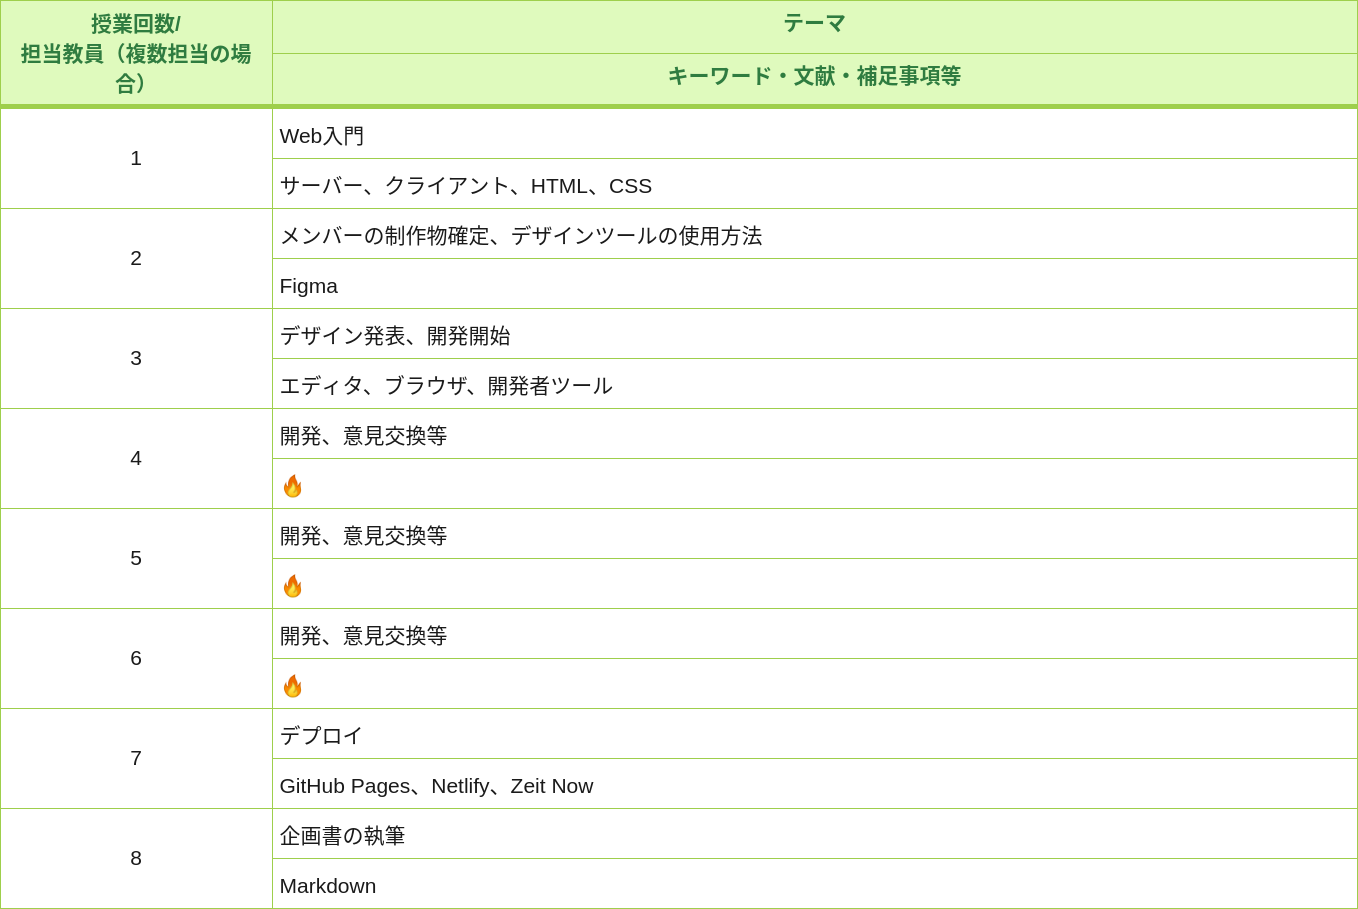 授業回数/
担当教員（複数担当の場
合）
テーマ
キーワード・文献・補足事項等
1
Web入門
サーバー、クライアント、HTML、CSS
2
メンバーの制作物確定、デザインツールの使用方法
Figma
3
デザイン発表、開発開始
エディタ、ブラウザ、開発者ツール
4
開発、意見交換等
🔥
5
開発、意見交換等
🔥
6
開発、意見交換等
🔥
7
デプロイ
GitHub Pages、Netlify、Zeit Now
8
企画書の執筆
Markdown